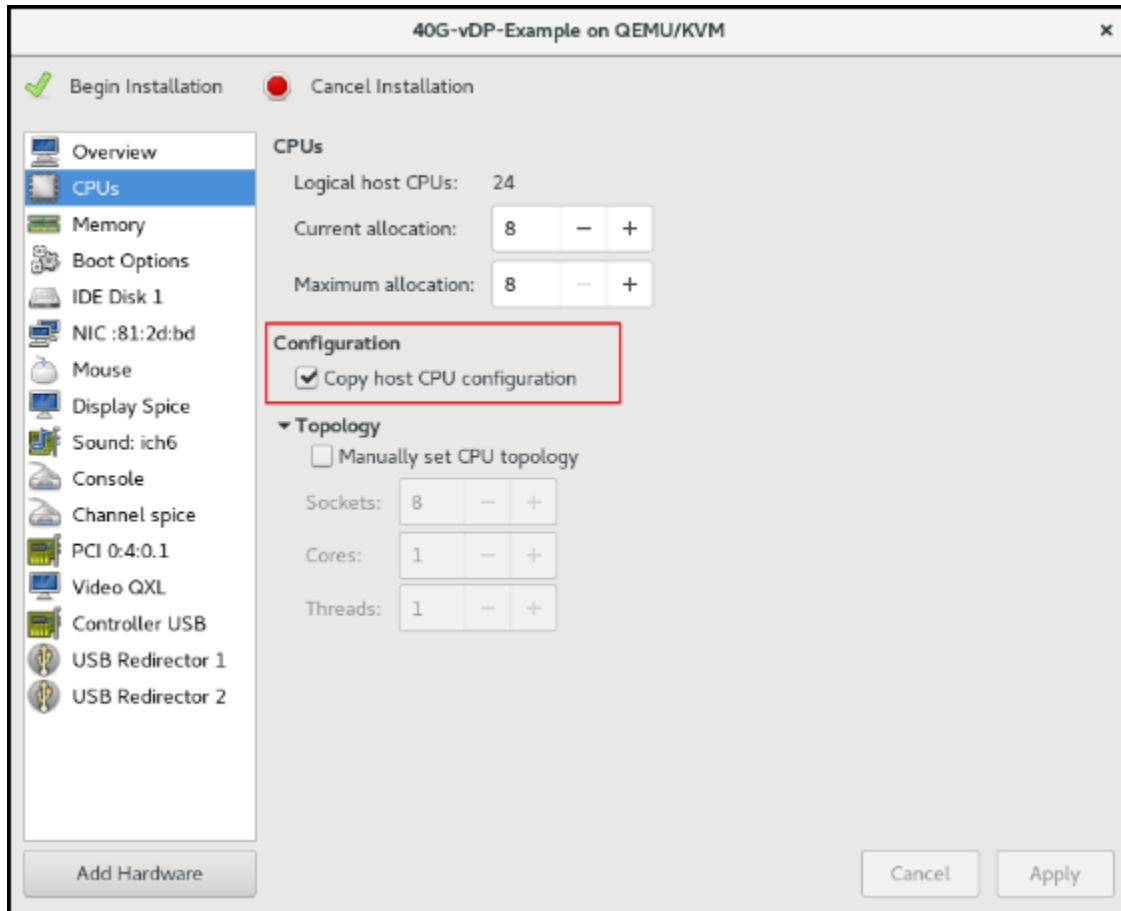 40G-vDP-Example on QEMU/KVM ×
Begin Installation Cancel Installation
Overview
CPUs
Memory
Boot Options
IDE Disk 1
NIC :81:2d:bd
Mouse
Display Spice
Sound: ich6
Console
Channel spice
PCI 0:4:0.1
Video QXL
Controller USB
USB Redirector 1
USB Redirector 2
Add Hardware
CPUs
Logical host CPUs: 24
Current allocation: 8 − +
Maximum allocation: 8 − +
Configuration
Copy host CPU configuration
Topology
Manually set CPU topology
Sockets: 8 − +
Cores: 1 − +
Threads: 1 − +
Cancel Apply